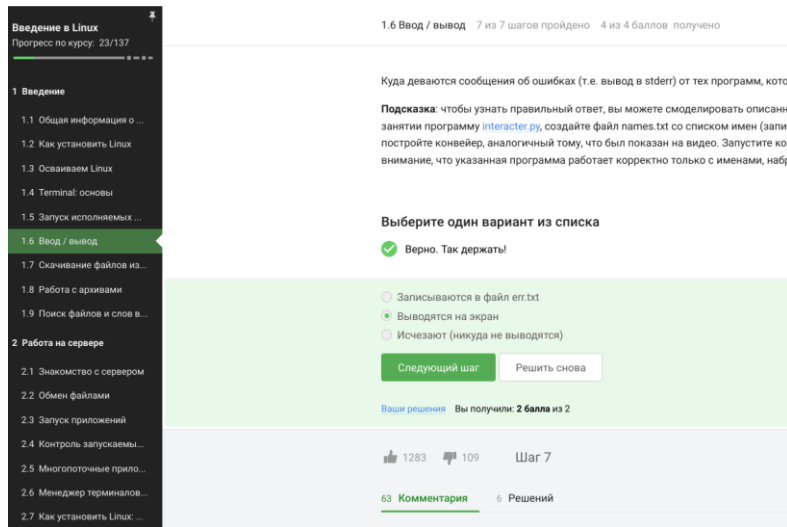 Введение в Linux
Прогресс по курсу: 23/137
1 Введение
1.1 Общая информация о ...
1.2 Как установить Linux
1.3 Осваиваем Linux
1.4 Terminal: основы
1.5 Запуск исполняемых ...
1.6 Ввод / вывод
1.7 Скачивание файлов из...
1.8 Работа с архивами
1.9 Поиск файлов и слов в...
2 Работа на сервере
2.1 Знакомство с сервером
2.2 Обмен файлами
2.3 Запуск приложений
2.4 Контроль запускаемы...
2.5 Многопоточные прило...
2.6 Менеджер терминалов...
2.7 Как установить Linux: ...
1.6 Ввод / вывод 7 из 7 шагов пройдено 4 из 4 баллов получено
Куда деваются сообщения об ошибках (т.е. вывод в stderr) от тех программ, кото
Подсказка: чтобы узнать правильный ответ, вы можете смоделировать описанн
занятии программу interacter.py, создайте файл names.txt со списком имен (запи
постройте конвейер, аналогичный тому, что был показан на видео. Запустите ко
внимание, что указанная программа работает корректно только с именами, набр
Выберите один вариант из списка
Верно. Так держать!
Записываются в файл err.txt
Выводятся на экран
Исчезают (никуда не выводятся)
Следующий шаг Решить снова
Ваши решения Вы получили: 2 балла из 2
1283 109 Шаг 7
63 Комментария 6 Решений